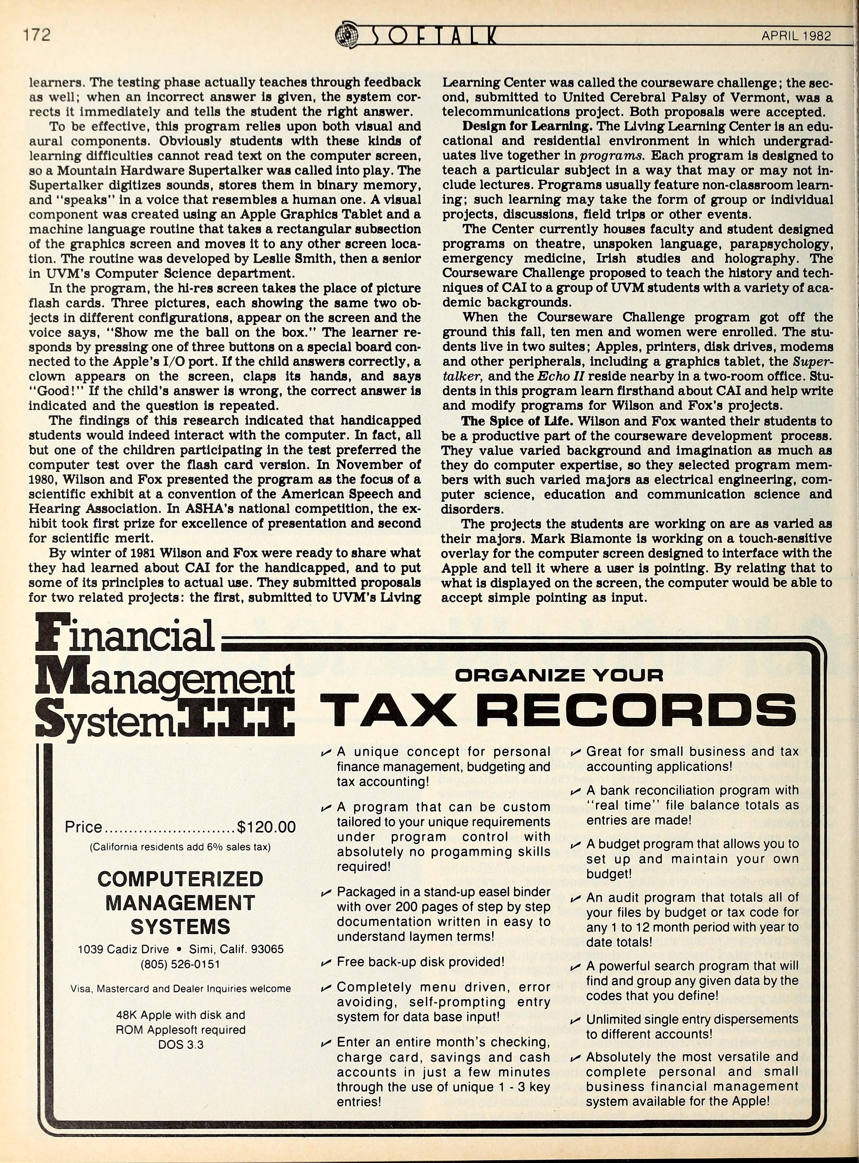 172
SOFTALK
APRIL 1982
learners. The testing phase actually teaches through feedback
as well; when an incorrect answer is given, the system cor-
rects it immediately and tells the student the right answer.
To be effective, this program relies upon both visual and
aural components. Obviously students with these kinds of
learning difficulties cannot read text on the computer screen,
so a Mountain Hardware Supertalker was called into play. The
Supertalker digitizes sounds, stores them in binary memory,
and "speaks" in a voice that resembles a human one. A visual
component was created using an Apple Graphics Tablet and a
machine language routine that takes a rectangular subsection
of the graphics screen and moves it to any other screen loca-
tion. The routine was developed by Leslie Smith, then a senior
in UVM's Computer Science department.
In the program, the hi-res screen takes the place of picture
flash cards. Three pictures, each showing the same two ob-
jects in different configurations, appear on the screen and the
voice says, "Show me the ball on the box." The learner re-
sponds by pressing one of three buttons on a special board con-
nected to the Apple's I/O port. If the child answers correctly, a
clown appears on the screen, claps its hands, and says
"Good!" If the child's answer is wrong, the correct answer is
indicated and the question is repeated.
The findings of this research indicated that handicapped
students would indeed interact with the computer. In fact, all
but one of the children participating in the test preferred the
computer test over the flash card version. In November of
1980, Wilson and Fox presented the program as the focus of a
scientific exhibit at a convention of the American Speech and
Hearing Association. In ASHA's national competition, the ex-
hibit took first prize for excellence of presentation and second
for scientific merit.
By winter of 1981 Wilson and Fox were ready to share what
they had learned about CAI for the handicapped, and to put
some of its principles to actual use. They submitted proposals
for two related projects: the first, submitted to UVM's Living
Learning Center was called the courseware challenge; the sec-
ond, submitted to United Cerebral Palsy of Vermont, was a
telecommunications project. Both proposals were accepted.
Design for Learning. The Living Learning Center is an edu-
cational and residential environment in which undergrad-
uates live together in programs. Each program is designed to
teach a particular subject in a way that may or may not in-
clude lectures. Programs usually feature non-classroom learn-
ing; such learning may take the form of group or individual
projects, discussions, field trips or other events.
The Center currently houses faculty and student designed
programs on theatre, unspoken language, parapsychology,
emergency medicine, Irish studies and holography. The
Courseware Challenge proposed to teach the history and tech-
niques of CAI to a group of UVM students with a variety of aca-
demic backgrounds.
When the Courseware Challenge program got off the
ground this fall, ten men and women were enrolled. The stu-
dents live in two suites; Apples, printers, disk drives, modems
and other peripherals, including a graphics tablet, the Super-
talker, and the Echo II reside nearby in a two-room office. Stu-
dents in this program learn firsthand about CAI and help write
and modify programs for Wilson and Fox's projects.
The Spice of Life. Wilson and Fox wanted their students to
be a productive part of the courseware development process.
They value varied background and imagination as much as
they do computer expertise, so they selected program mem-
bers with such varied majors as electrical engineering, com-
puter science, education and communication science and
disorders.
The projects the students are working on are as varied as
their majors. Mark Biamonte is working on a touch-sensitive
overlay for the computer screen designed to interface with the
Apple and tell it where a user is pointing. By relating that to
what is displayed on the screen, the computer would be able to
accept simple pointing as input.
Financial
Management
System III
Price...........................$120.00
(California residents add 6% sales tax)
COMPUTERIZED
MANAGEMENT
SYSTEMS
1039 Cadiz Drive • Simi, Calif. 93065
(805) 526-0151
Visa, Mastercard and Dealer Inquiries welcome
48K Apple with disk and
ROM Applesoft required
DOS 3.3
ORGANIZE YOUR
TAX RECORDS
✓ A unique concept for personal
finance management, budgeting and
tax accounting!
✓ A program that can be custom
tailored to your unique requirements
under program control with
absolutely no progamming skills
required!
✓ Packaged in a stand-up easel binder
with over 200 pages of step by step
documentation written in easy to
understand laymen terms!
✓ Free back-up disk provided!
✓ Completely menu driven, error
avoiding, self-prompting entry
system for data base input!
✓ Enter an entire month's checking,
charge card, savings and cash
accounts in just a few minutes
through the use of unique 1 - 3 key
entries!
✓ Great for small business and tax
accounting applications!
✓ A bank reconciliation program with
"real time" file balance totals as
entries are made!
✓ A budget program that allows you to
set up and maintain your own
budget!
✓ An audit program that totals all of
your files by budget or tax code for
any 1 to 12 month period with year to
date totals!
✓ A powerful search program that will
find and group any given data by the
codes that you define!
✓ Unlimited single entry dispersements
to different accounts!
✓ Absolutely the most versatile and
complete personal and small
business financial management
system available for the Apple!